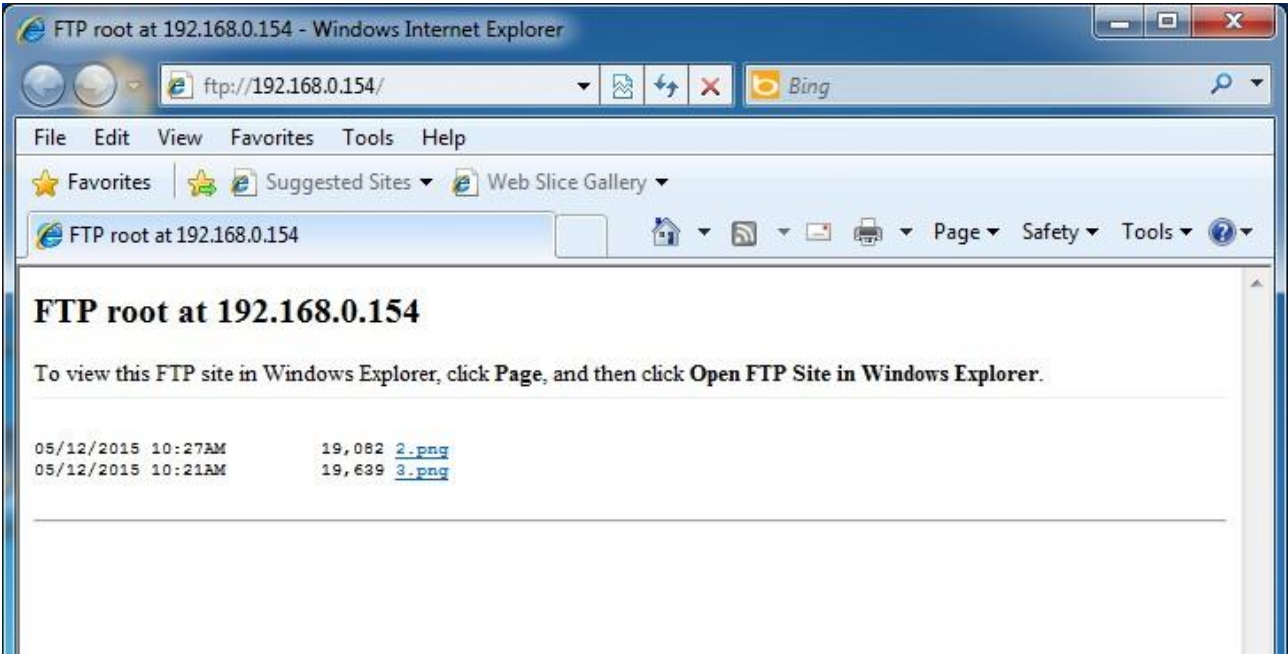 FTP root at 192.168.0.154 - Windows Internet Explorer
ftp://192.168.0.154/ Bing
File Edit View Favorites Tools Help
Favorites Suggested Sites Web Slice Gallery
FTP root at 192.168.0.154 Page Safety Tools
FTP root at 192.168.0.154
To view this FTP site in Windows Explorer, click Page, and then click Open FTP Site in Windows Explorer.
05/12/2015 10:27AM 19,082 2.png
05/12/2015 10:21AM 19,639 3.png